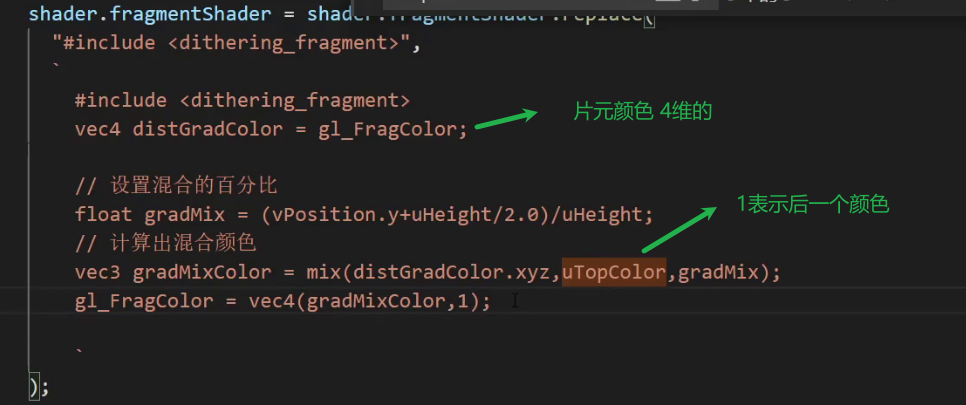 shader.fragmentShader = shader.fragmentShader.replace(
"#include <dithering_fragment>",
`
#include <dithering_fragment>
vec4 distGradColor = gl_FragColor;
片元颜色 4维的
// 设置混合的百分比
float gradMix = (vPosition.y+uHeight/2.0)/uHeight;
1表示后一个颜色
// 计算出混合颜色
vec3 gradMixColor = mix(distGradColor.xyz,uTopColor,gradMix);
gl_FragColor = vec4(gradMixColor,1);
`
);